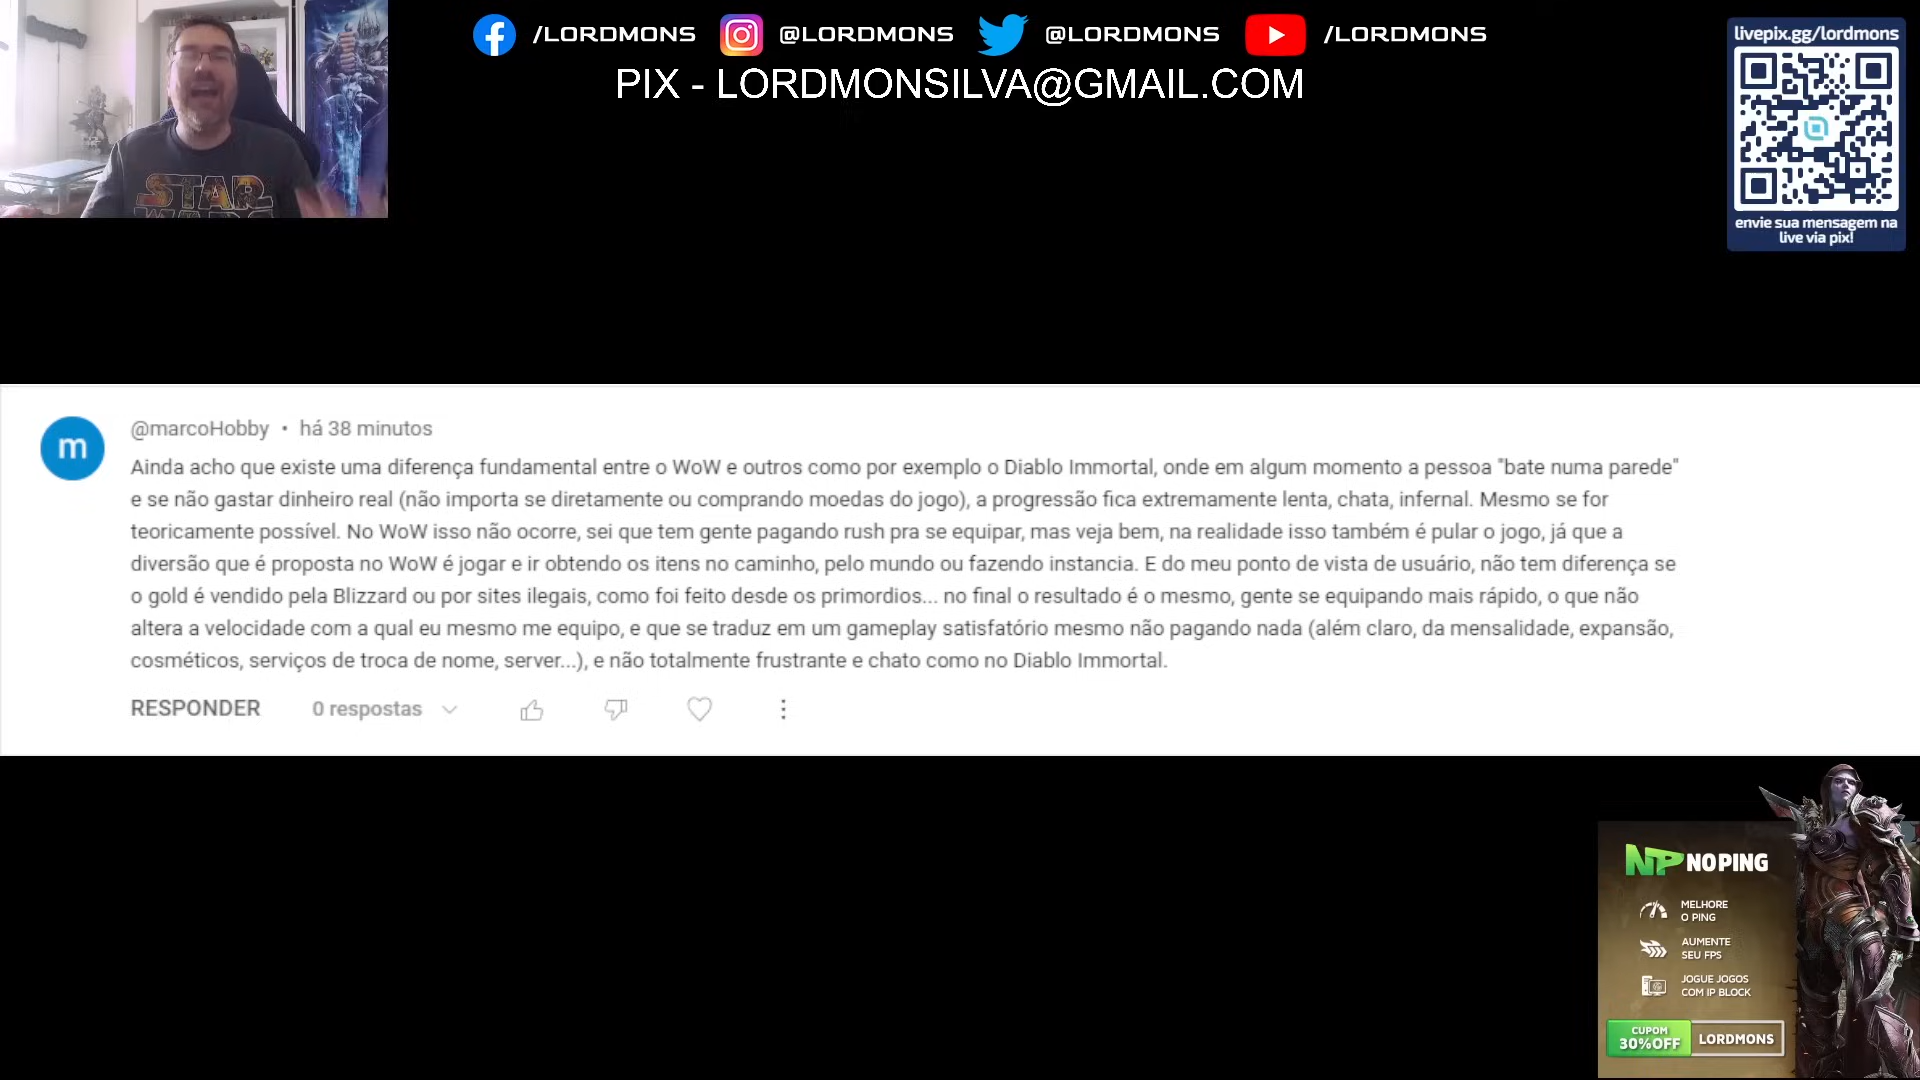 /LORDMONS @LORDMONS @LORDMONS /LORDMONS
PIX - LORDMONSILVA@GMAIL.COM
livepix.gg/lordmons
envie sua mensagem na
live via pix!
STAR
WARS
@marcoHobby • há 38 minutos
m
Ainda acho que existe uma diferença fundamental entre o WoW e outros como por exemplo o Diablo Immortal, onde em algum momento a pessoa "bate numa parede"
e se não gastar dinheiro real (não importa se diretamente ou comprando moedas do jogo), a progressão fica extremamente lenta, chata, infernal. Mesmo se for
teoricamente possível. No WoW isso não ocorre, sei que tem gente pagando rush pra se equipar, mas veja bem, na realidade isso também é pular o jogo, já que a
diversão que é proposta no WoW é jogar e ir obtendo os itens no caminho, pelo mundo ou fazendo instancia. E do meu ponto de vista de usuário, não tem diferença se
o gold é vendido pela Blizzard ou por sites ilegais, como foi feito desde os primordios... no final o resultado é o mesmo, gente se equipando mais rápido, o que não
altera a velocidade com a qual eu mesmo me equipo, e que se traduz em um gameplay satisfatório mesmo não pagando nada (além claro, da mensalidade, expansão,
cosméticos, serviços de troca de nome, server...), e não totalmente frustrante e chato como no Diablo Immortal.
RESPONDER 0 respostas
NP NOPING
MELHORE
O PING
AUMENTE
SEU FPS
JOGUE JOGOS
COM IP BLOCK
CUPOM
30%OFF LORDMONS